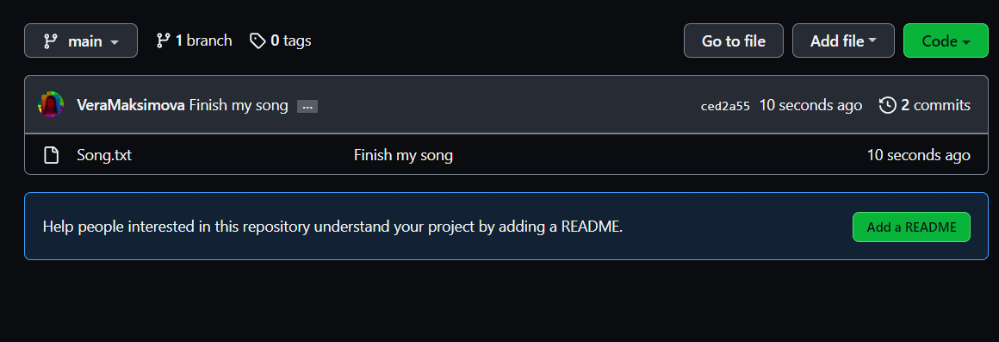 main 1 branch 0 tags Go to file Add file Code
VeraMaksimova Finish my song ... ced2a55 10 seconds ago 2 commits
Song.txt Finish my song 10 seconds ago
Help people interested in this repository understand your project by adding a README. Add a README